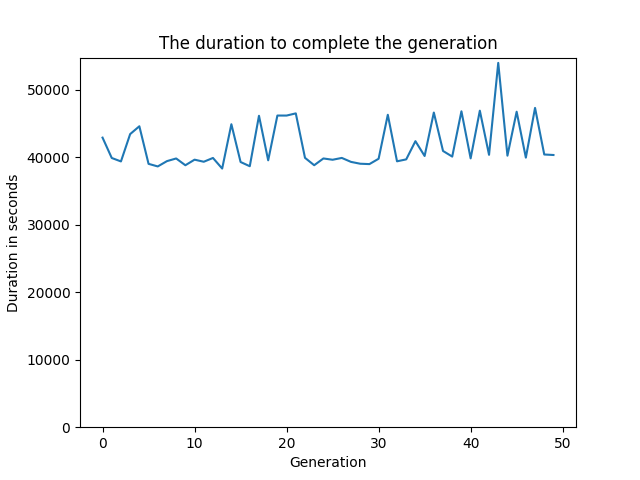 The duration to complete the generation
50000
40000
30000
20000
10000
0
Duration in seconds
0 10 20 30 40 50
Generation